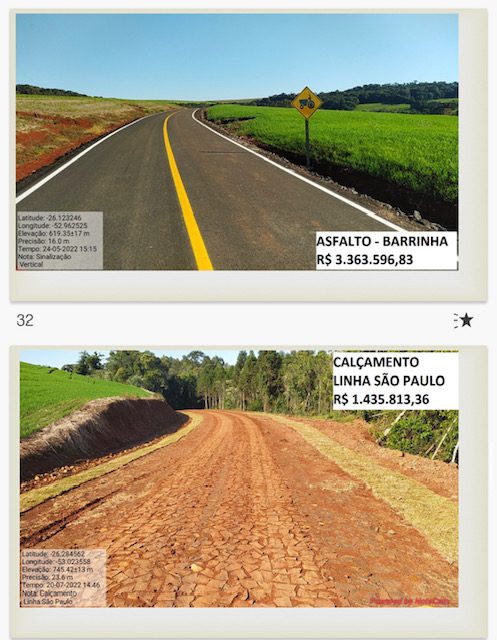 Latitude: -26.123246
Longitude: -52.962525
Elevação: 619.35±17 m
Precisão: 16.0 m
Tempo: 24-05-2022 15:15
Nota: Sinalização
Vertical
ASFALTO - BARRINHA
R$ 3.363.596,83
32
CALÇAMENTO
LINHA SÃO PAULO
R$ 1.435.813,36
Latitude: -26.284562
Longitude: -53.023558
Elevação: 745.42±13 m
Precisão: 23.6 m
Tempo: 20-07-2022 14:46
Nota: Calçamento
Linha São Paulo
Powered by NoteCam